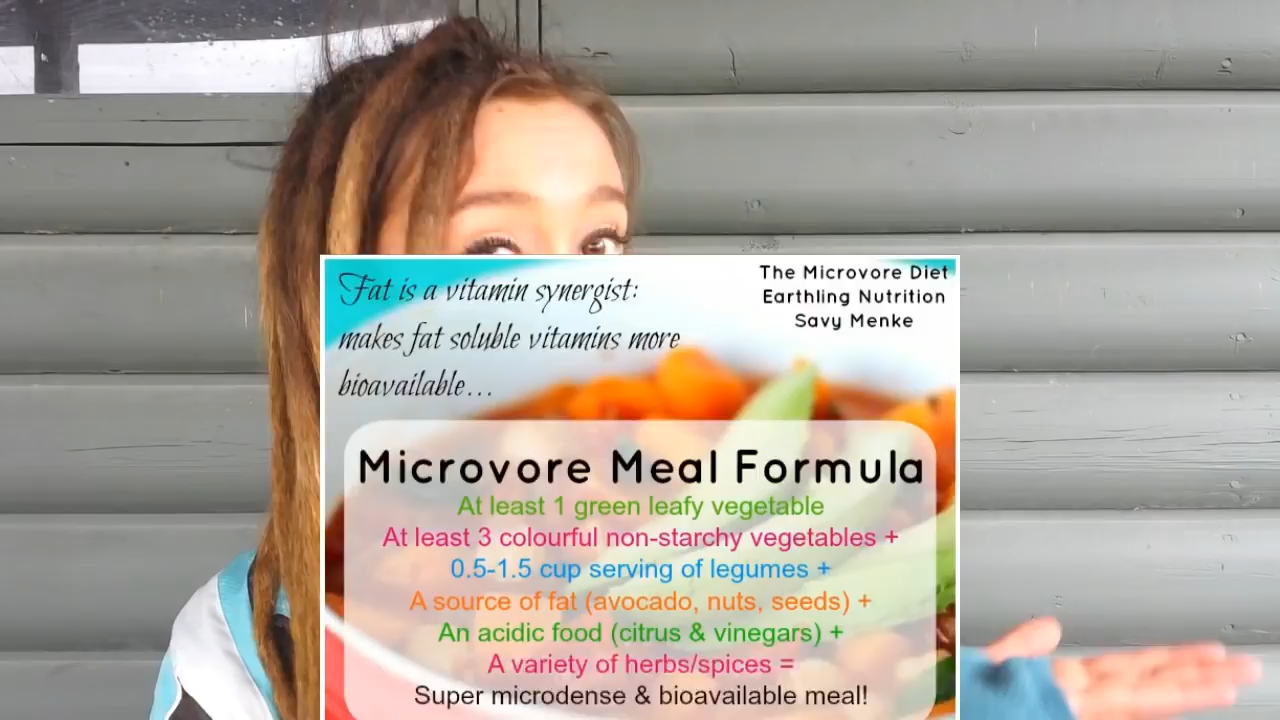 Fat is a vitamin synergist:
makes fat soluble vitamins more
bioavailable...
The Microvore Diet
Earthling Nutrition
Savy Menke
Microvore Meal Formula
At least 1 green leafy vegetable
At least 3 colourful non-starchy vegetables +
0.5-1.5 cup serving of legumes +
A source of fat (avocado, nuts, seeds) +
An acidic food (citrus & vinegars) +
A variety of herbs/spices =
Super microdense & bioavailable meal!